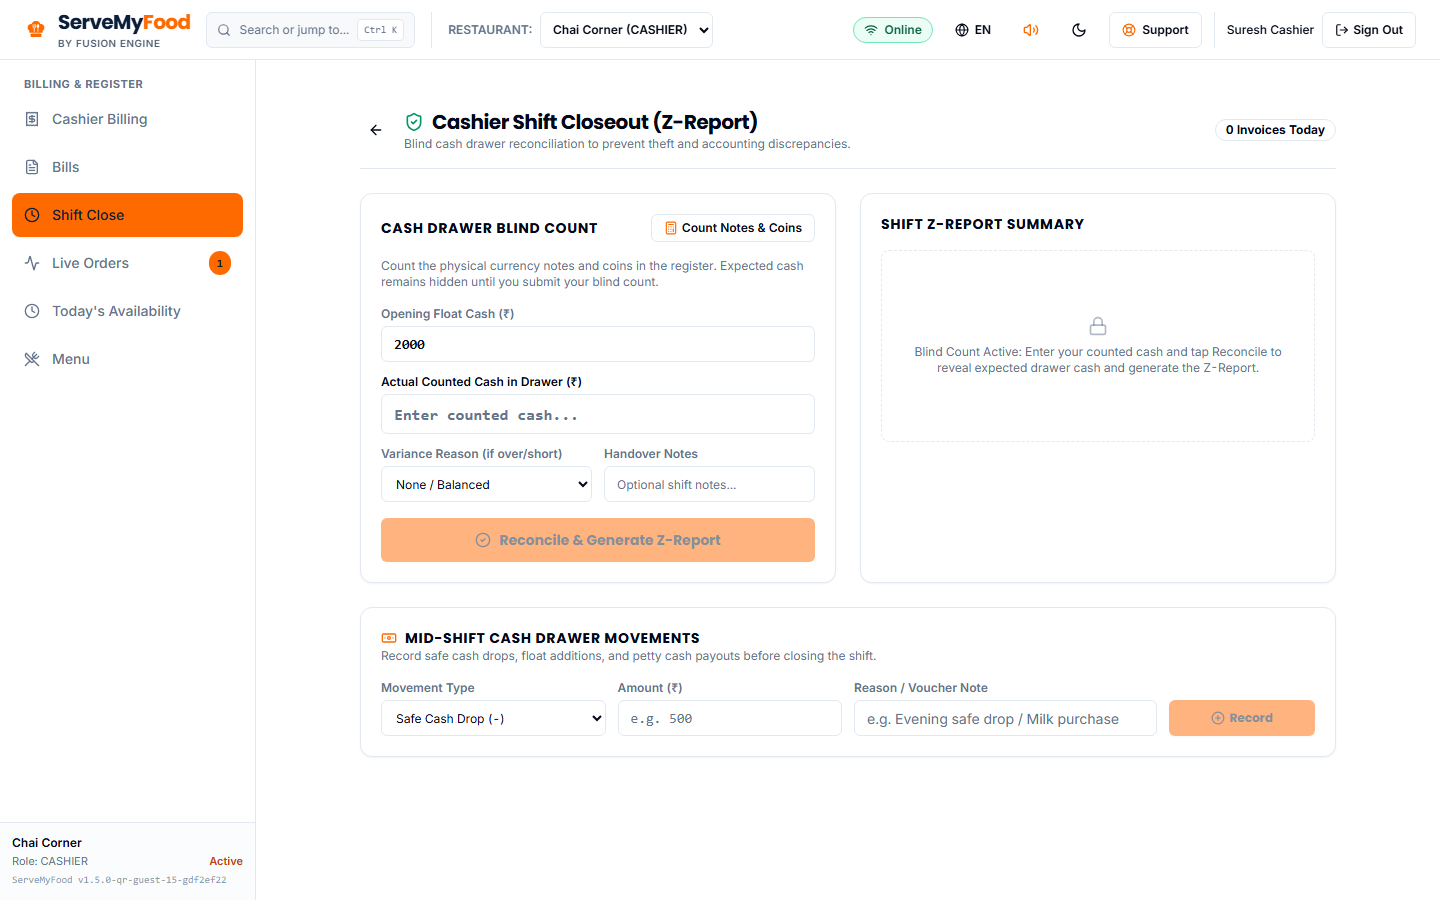 ServeMyFood
BY FUSION ENGINE
Search or jump to... Ctrl K
RESTAURANT: Chai Corner (CASHIER)
Online
EN
Support
Suresh Cashier
Sign Out
BILLING & REGISTER
Cashier Billing
Bills
Shift Close
Live Orders 1
Today's Availability
Menu
Chai Corner
Role: CASHIER Active
ServeMyFood v1.5.0-qr-guest-15-gdf2ef22
Cashier Shift Closeout (Z-Report)
Blind cash drawer reconciliation to prevent theft and accounting discrepancies.
0 Invoices Today
CASH DRAWER BLIND COUNT
Count Notes & Coins
Count the physical currency notes and coins in the register. Expected cash
remains hidden until you submit your blind count.
Opening Float Cash (₹)
2000
Actual Counted Cash in Drawer (₹)
Enter counted cash...
Variance Reason (if over/short) Handover Notes
None / Balanced Optional shift notes...
Reconcile & Generate Z-Report
SHIFT Z-REPORT SUMMARY
Blind Count Active: Enter your counted cash and tap Reconcile to
reveal expected drawer cash and generate the Z-Report.
MID-SHIFT CASH DRAWER MOVEMENTS
Record safe cash drops, float additions, and petty cash payouts before closing the shift.
Movement Type Amount (₹) Reason / Voucher Note
Safe Cash Drop (-) e.g. 500 e.g. Evening safe drop / Milk purchase Record